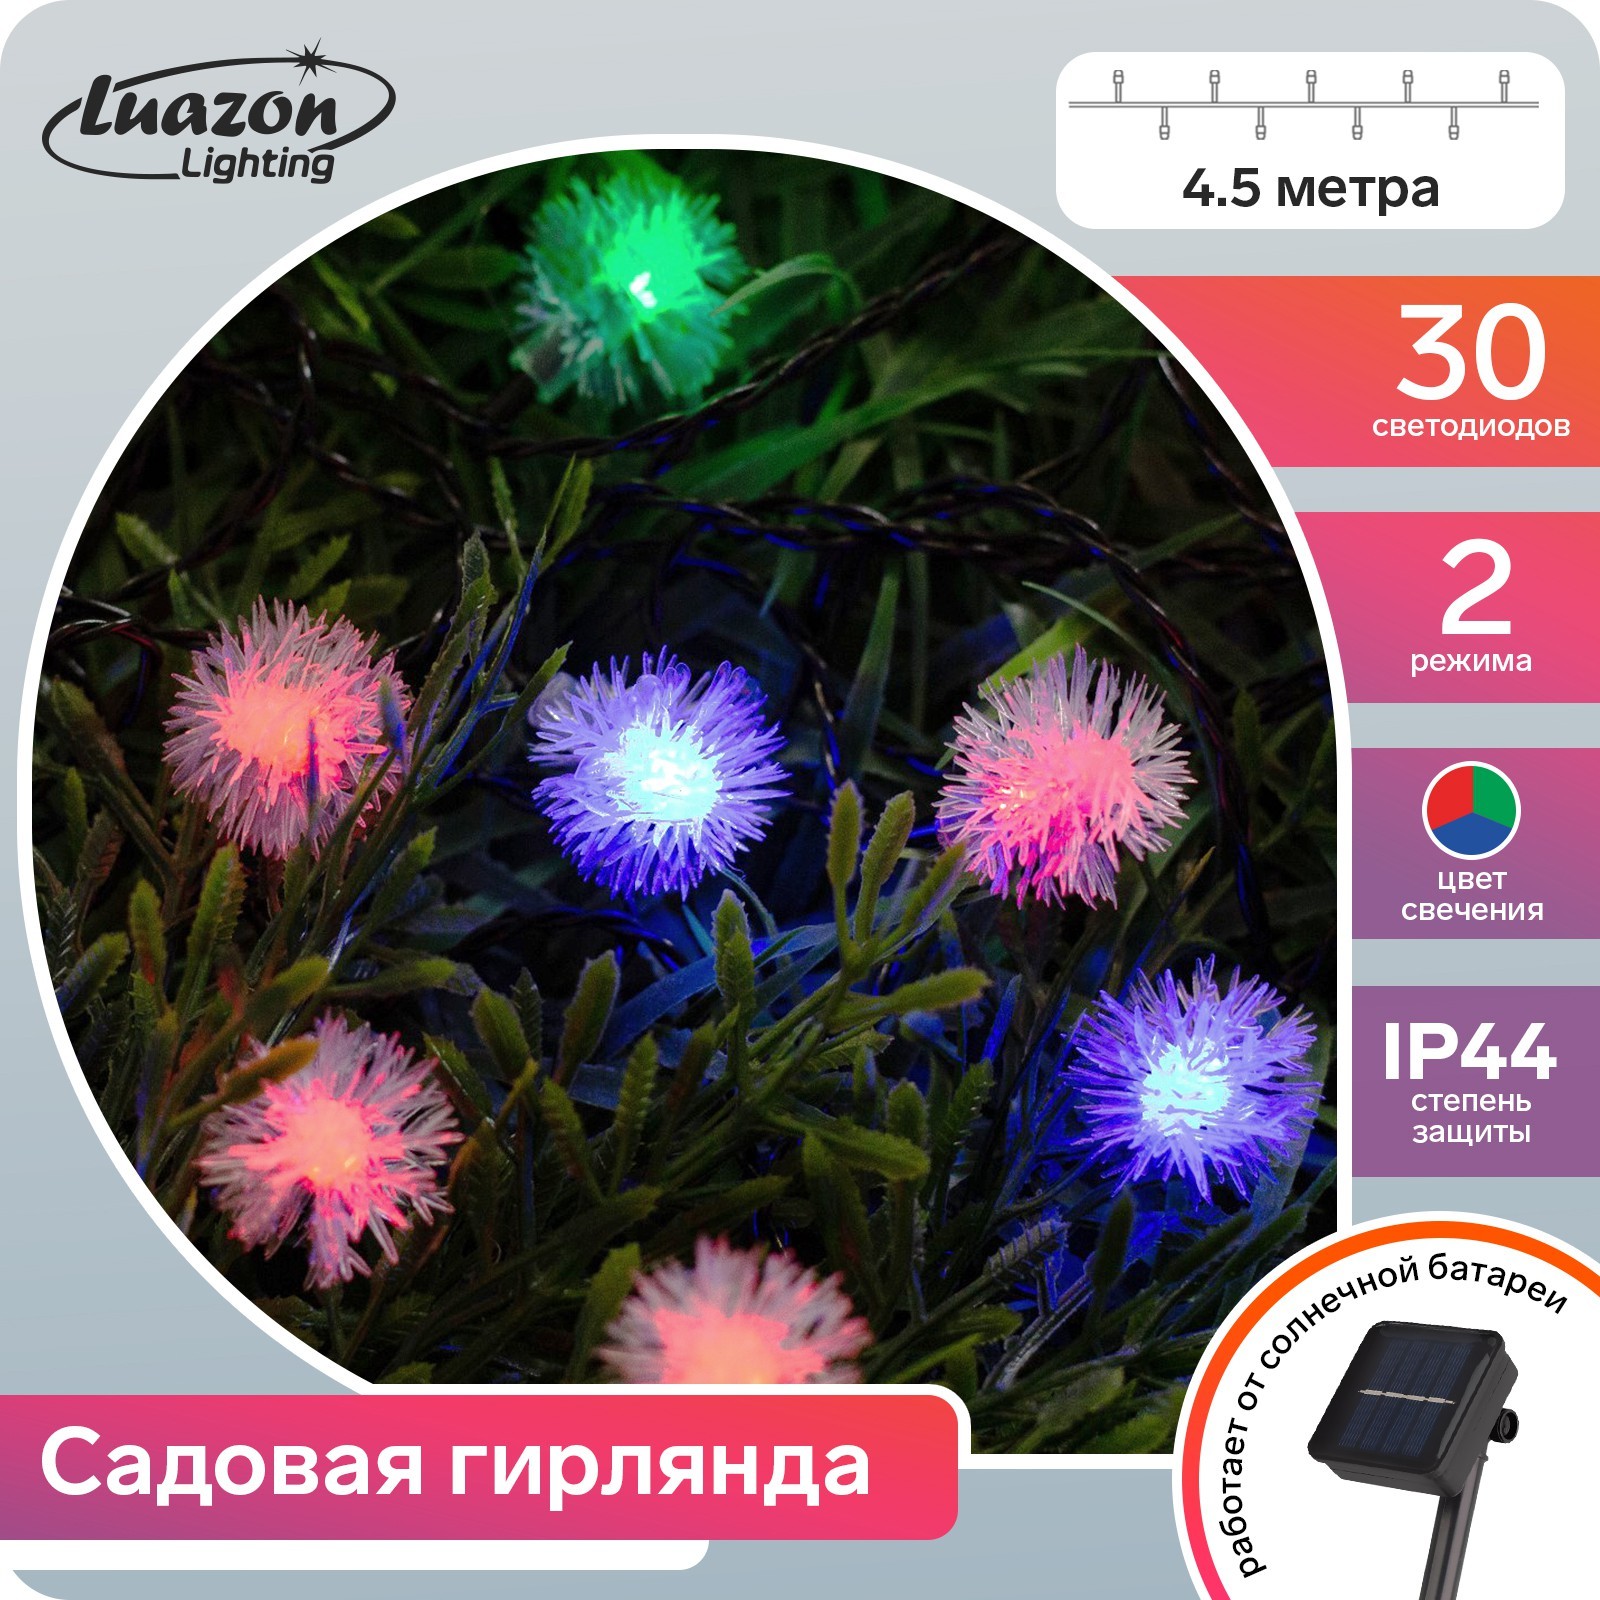 Luazon
Lighting
4.5 метра
30
светодиодов
2
режима
цвет
свечения
IP44
степень
защиты
работает от солнечной батареи
Садовая гирлянда